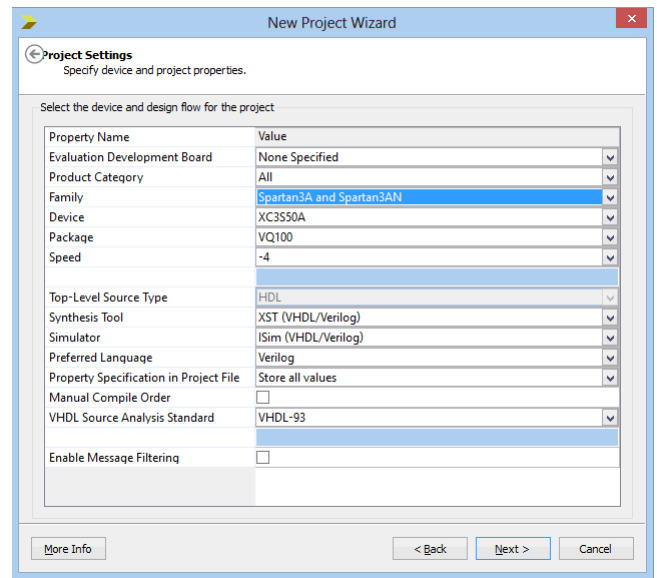 New Project Wizard
Project Settings
Specify device and project properties.
Select the device and design flow for the project
Property Name Value
Evaluation Development Board None Specified
Product Category All
Family Spartan3A and Spartan3AN
Device XC3S50A
Package VQ100
Speed -4
Top-Level Source Type HDL
Synthesis Tool XST (VHDL/Verilog)
Simulator ISim (VHDL/Verilog)
Preferred Language Verilog
Property Specification in Project File Store all values
Manual Compile Order
VHDL Source Analysis Standard VHDL-93
Enable Message Filtering
More Info < Back Next > Cancel